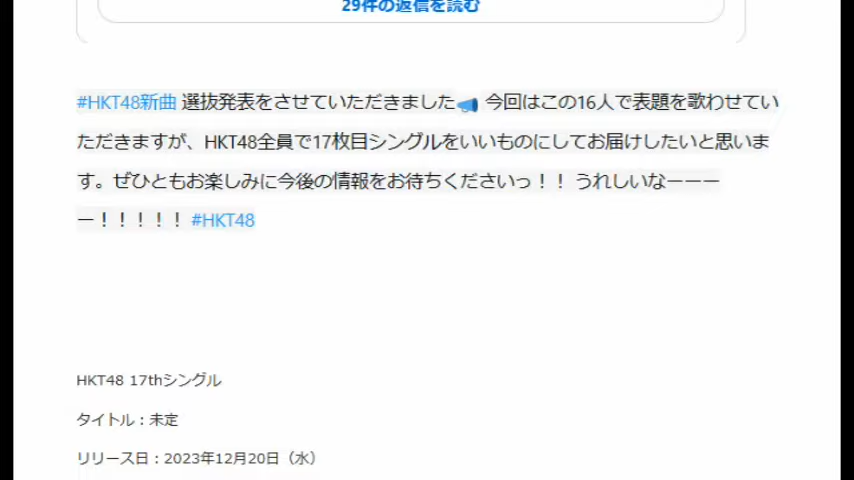 29件の返信を読む
#HKT48新曲 選抜発表をさせていただきました📣 今回はこの16人で表題を歌わせてい
ただきますが、HKT48全員で17枚目シングルをいいものにしてお届けしたいと思いま
す。ぜひともお楽しみに今後の情報をお待ちくださいっ！！ うれしいなーーー
ー！！！！！ #HKT48
HKT48 17thシングル
タイトル：未定
リリース日：2023年12月20日（水）